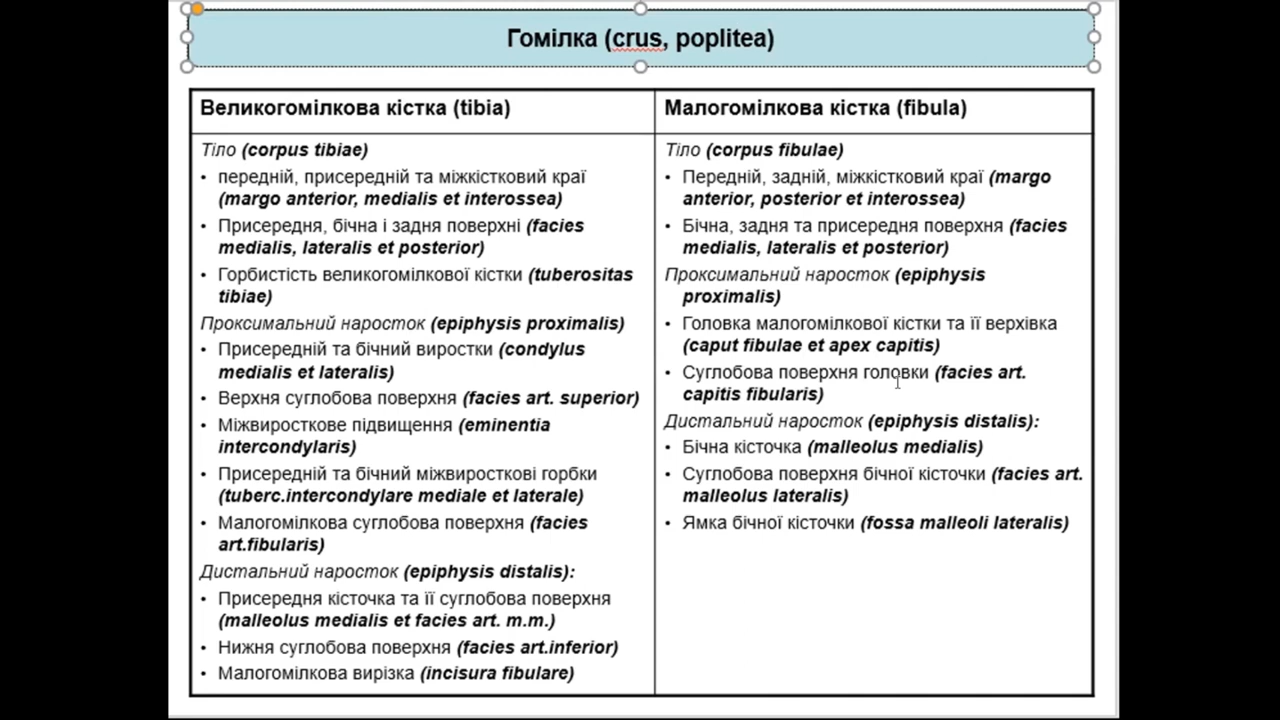 Гомілка (crus, poplitea)
Великогомілкова кістка (tibia)
Тіло (corpus tibiae)
• передній, присередній та міжкістковий краї
(margo anterior, medialis et interossea)
• Присередня, бічна і задня поверхні (facies
medialis, lateralis et posterior)
• Горбистість великогомілкової кістки (tuberositas
tibiae)
Проксимальний наросток (epiphysis proximalis)
• Присередній та бічний виростки (condylus
medialis et lateralis)
• Верхня суглобова поверхня (facies art. superior)
• Міжвиросткове підвищення (eminentia
intercondylaris)
• Присередній та бічний міжвиросткові горбки
(tuberc.intercondylare mediale et laterale)
• Малогомілкова суглобова поверхня (facies
art.fibularis)
Дистальний наросток (epiphysis distalis):
• Присередня кісточка та її суглобова поверхня
(malleolus medialis et facies art. m.m.)
• Нижня суглобова поверхня (facies art.inferior)
• Малогомілкова вирізка (incisura fibulare)
Малогомілкова кістка (fibula)
Тіло (corpus fibulae)
• Передній, задній, міжкістковий краї (margo
anterior, posterior et interossea)
• Бічна, задня та присередня поверхня (facies
medialis, lateralis et posterior)
Проксимальний наросток (epiphysis
proximalis)
• Головка малогомілкової кістки та її верхівка
(caput fibulae et apex capitis)
• Суглобова поверхня головки (facies art.
capitis fibularis)
Дистальний наросток (epiphysis distalis):
• Бічна кісточка (malleolus medialis)
• Суглобова поверхня бічної кісточки (facies art.
malleolus lateralis)
• Ямка бічної кісточки (fossa malleoli lateralis)